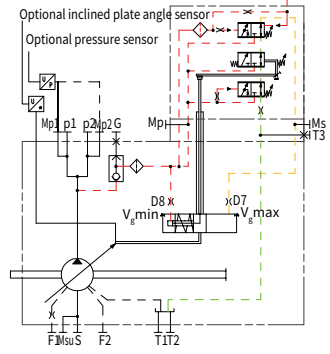 Optional inclined plate angle sensor
Optional pressure sensor
U
P
U
Mp1 p1 p2 Mp2 G
Mp
Ms
T3
D8
D7
Vgmin
Vgmax
F1 Msu S F2 T1 T2